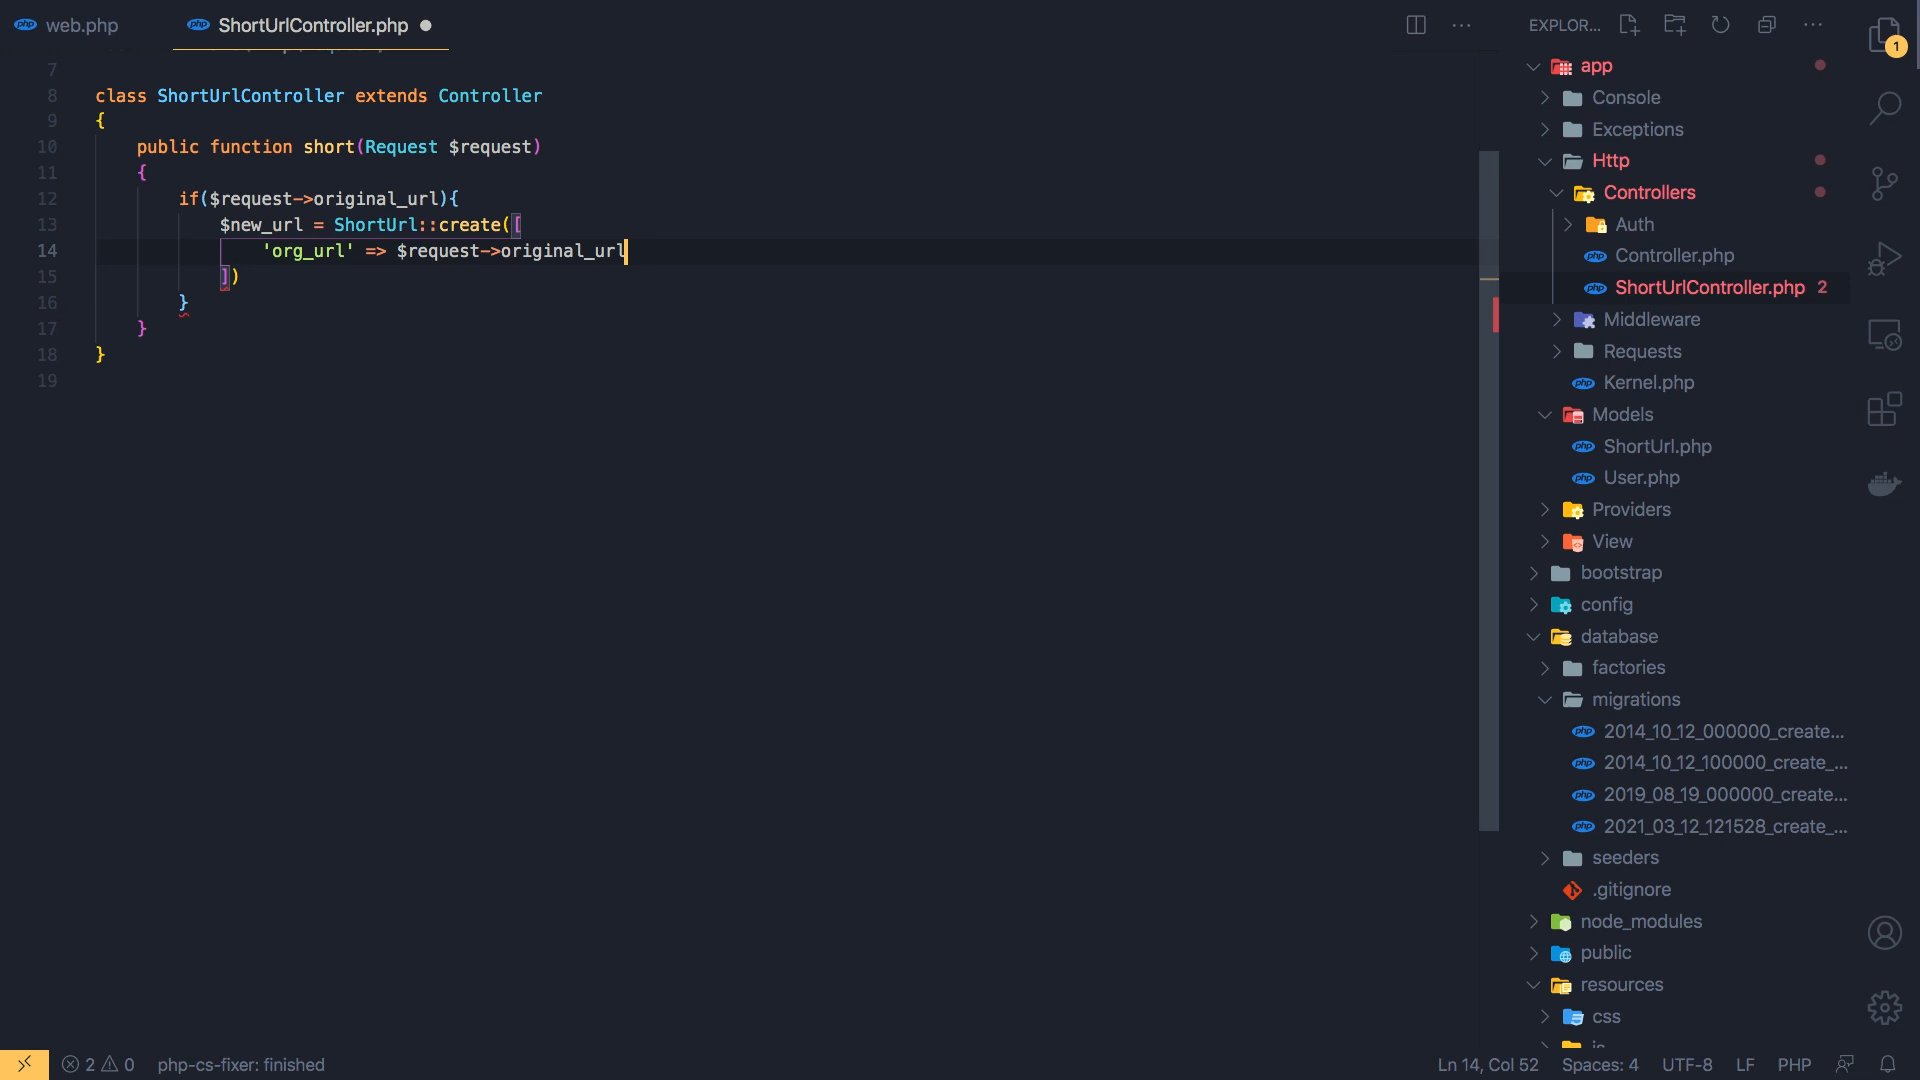 web.php
ShortUrlController.php
EXPLOR...
1
7
8 class ShortUrlController extends Controller
9 {
10 public function short(Request $request)
11 {
12 if($request->original_url){
13 $new_url = ShortUrl::create([
14 'org_url' => $request->original_url
15 ])
16 }
17 }
18 }
19
app
Console
Exceptions
Http
Controllers
Auth
Controller.php
ShortUrlController.php 2
Middleware
Requests
Kernel.php
Models
ShortUrl.php
User.php
Providers
View
bootstrap
config
database
factories
migrations
2014_10_12_000000_create...
2014_10_12_100000_create_...
2019_08_19_000000_create...
2021_03_12_121528_create_...
seeders
.gitignore
node_modules
public
resources
css
2 0 php-cs-fixer: finished
Ln 14, Col 52 Spaces: 4 UTF-8 LF PHP